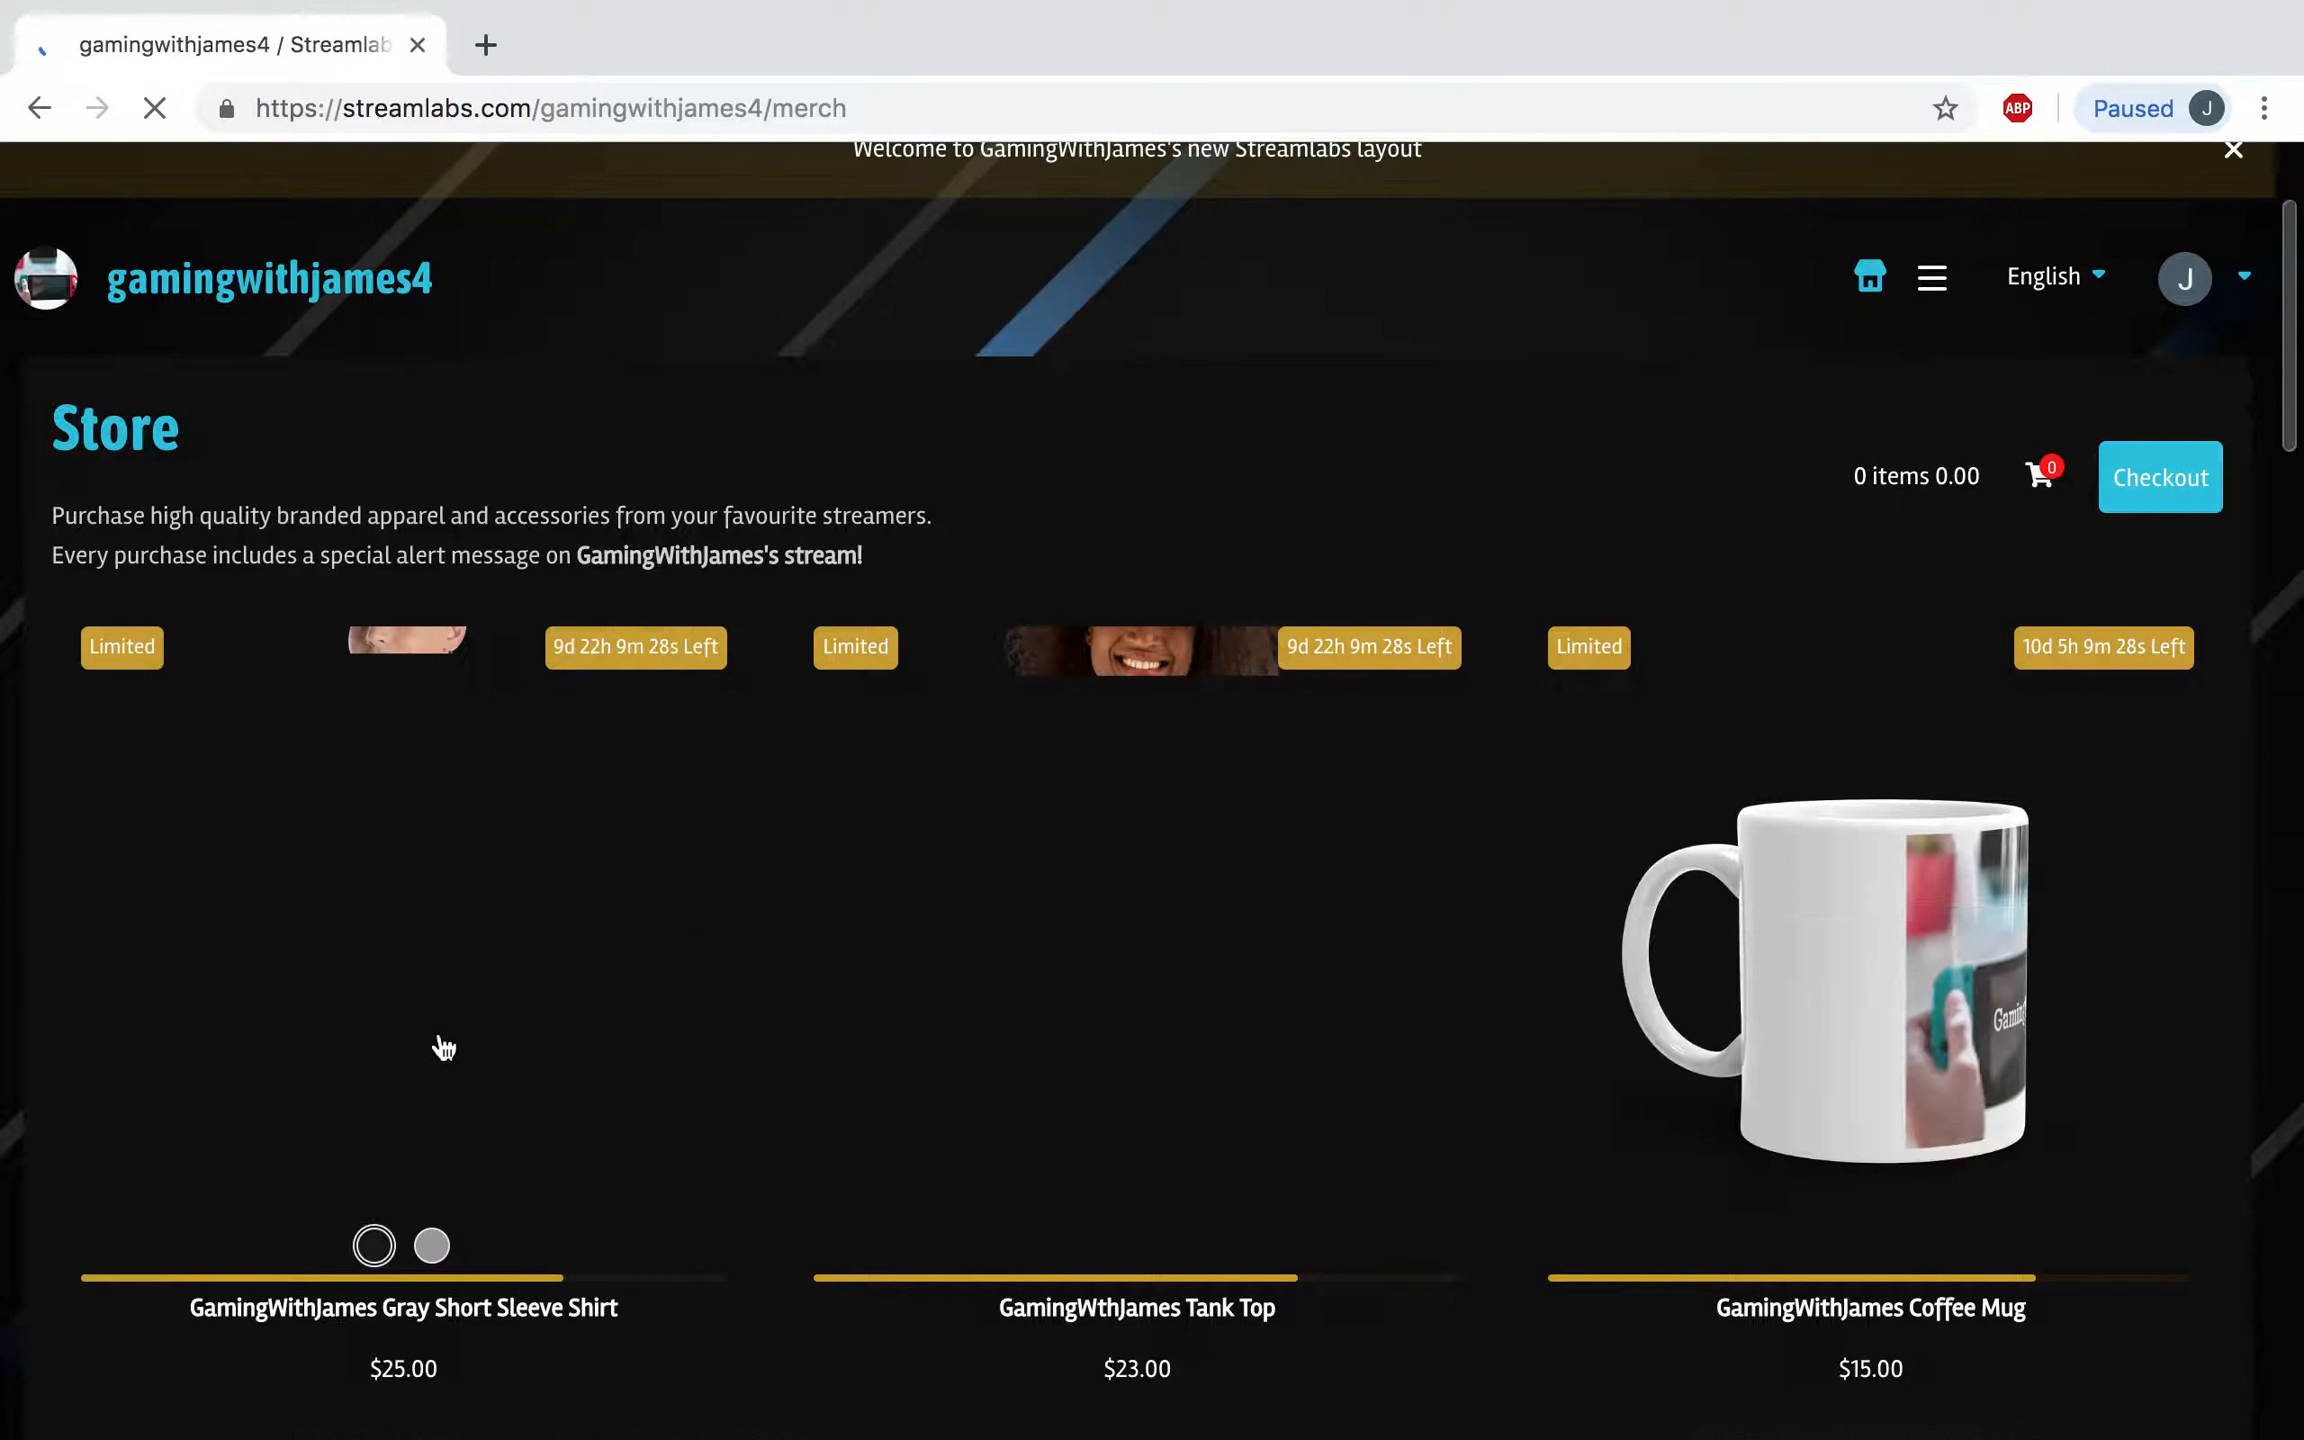 gamingwithjames4 / Streamlab
https://streamlabs.com/gamingwithjames4/merch
ABP
Paused
J
Welcome to GamingWithJames's new Streamlabs layout
gamingwithjames4
English
J
Store
0 items 0.00
0
Checkout
Purchase high quality branded apparel and accessories from your favourite streamers.
Every purchase includes a special alert message on GamingWithJames's stream!
Limited
9d 22h 9m 28s Left
Limited
9d 22h 9m 28s Left
Limited
10d 5h 9m 28s Left
GamingWithJames Gray Short Sleeve Shirt
$25.00
GamingWthJames Tank Top
$23.00
GamingWithJames Coffee Mug
$15.00